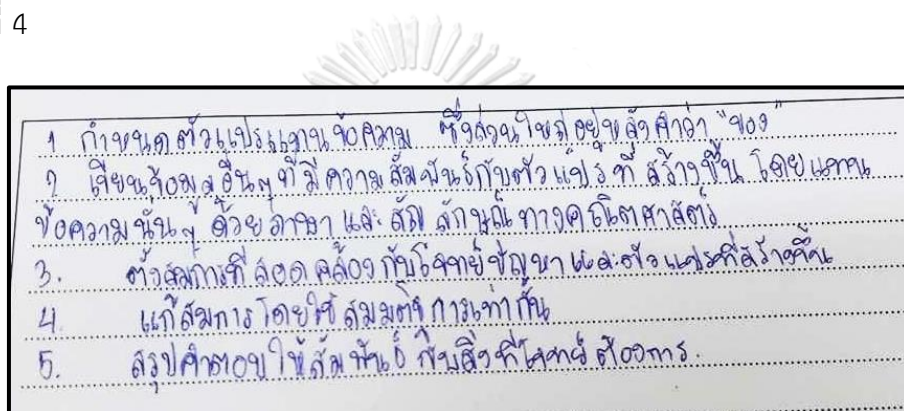 4
1 กำหนดตัวแปรแทนข้อความ ซึ่งส่วนใหญ่อยู่หลังคำว่า "ของ"
2 เขียนข้อมูลอื่นๆที่มีความสัมพันธ์กับตัวแปรที่สร้างขึ้น โดยแทน
ข้อความนั้นๆ ด้วยภาษา และสัญลักษณ์ทางคณิตศาสตร์
3. ตั้งสมการที่สอดคล้องกับโจทย์ปัญหาและตัวแปรที่สร้างขึ้น
4. แก้สมการโดยใช้สมบัติการเท่ากัน
5. สรุปคำตอบให้สัมพันธ์กับสิ่งที่โจทย์ต้องการ.